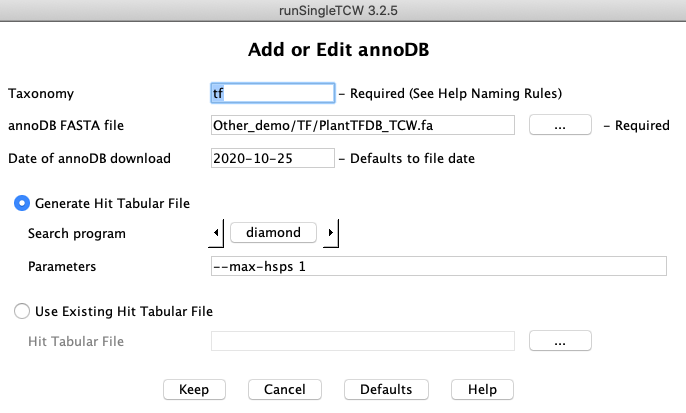 runSingleTCW 3.2.5
Add or Edit annoDB
Taxonomy tf – Required (See Help Naming Rules)
annoDB FASTA file Other_demo/TF/PlantTFDB_TCW.fa ... – Required
Date of annoDB download 2020-10-25 – Defaults to file date
Generate Hit Tabular File
Search program diamond
Parameters --max-hsps 1
Use Existing Hit Tabular File
Hit Tabular File ...
Keep Cancel Defaults Help